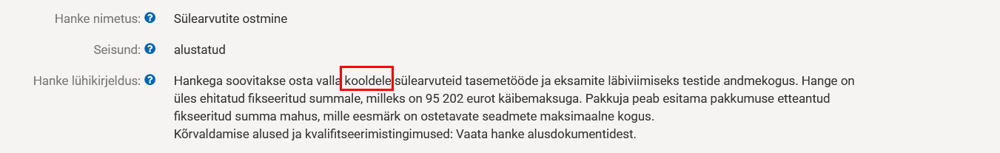 Hanke nimetus: ? Sülearvutite ostmine
Seisund: ? alustatud
Hanke lühikirjeldus: ? Hankega soovitakse osta valla kooldele sülearvuteid tasemetööde ja eksamite läbiviimiseks testide andmekogus. Hange on
üles ehitatud fikseeritud summale, milleks on 95 202 eurot käibemaksuga. Pakkuja peab esitama pakkumuse etteantud
fikseeritud summa mahus, mille eesmärk on ostetavate seadmete maksimaalne kogus.
Kõrvaldamise alused ja kvalifitseerimistingimused: Vaata hanke alusdokumentidest.